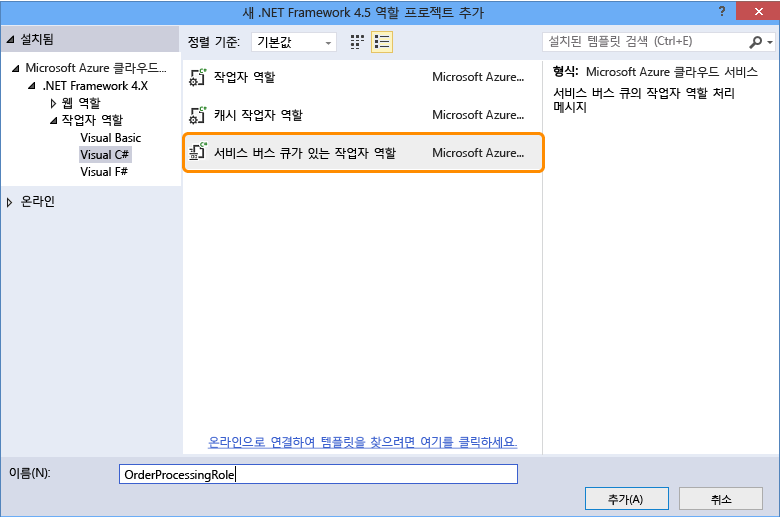 새 .NET Framework 4.5 역할 프로젝트 추가
?
설치됨
정렬 기준: 기본값
설치된 템플릿 검색 (Ctrl+E)
Microsoft Azure 클라우드...
.NET Framework 4.X
웹 역할
작업자 역할
Visual Basic
Visual C#
Visual F#
온라인
작업자 역할 Microsoft Azure...
캐시 작업자 역할 Microsoft Azure...
서비스 버스 큐가 있는 작업자 역할 Microsoft Azure...
형식: Microsoft Azure 클라우드 서비스
서비스 버스 큐의 작업자 역할 처리
메시지
온라인으로 연결하여 템플릿을 찾으려면 여기를 클릭하세요.
이름(N): OrderProcessingRole
추가(A) 취소